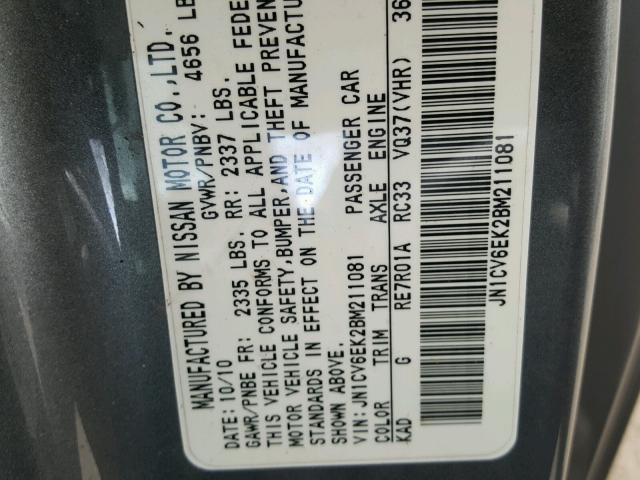 MANUFACTURED BY NISSAN MOTOR CO.,LTD.
DATE: 10/10 GVWR/PNBV: 4656 LB
GAWR/PNBE FR: 2335 LBS. RR: 2337 LBS.
THIS VEHICLE CONFORMS TO ALL APPLICABLE FEDE
MOTOR VEHICLE SAFETY,BUMPER,AND THEFT PREVEN
STANDARDS IN EFFECT ON THE DATE OF MANUFACTU
SHOWN ABOVE.
VIN: JN1CV6EK2BM211081 PASSENGER CAR
COLOR TRIM TRANS AXLE ENGINE
KAD G RE7R01A RC33 VQ37(VHR) 36
JN1CV6EK2BM211081